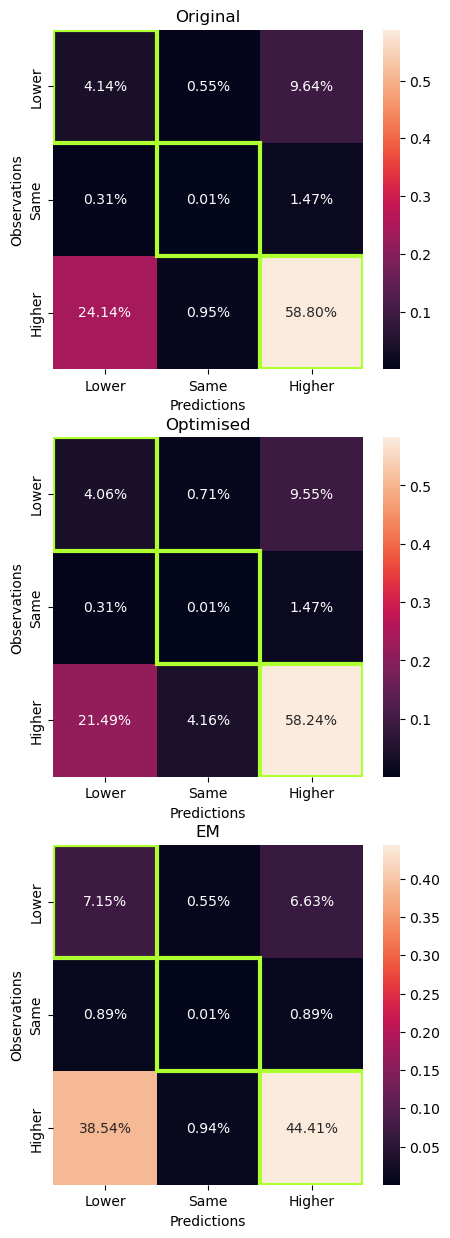 Original
Lower 4.14% 0.55% 9.64%
Same 0.31% 0.01% 1.47%
Higher 24.14% 0.95% 58.80%
Observations
Lower Same Higher
Predictions
0.5
0.4
0.3
0.2
0.1
Optimised
Lower 4.06% 0.71% 9.55%
Same 0.31% 0.01% 1.47%
Higher 21.49% 4.16% 58.24%
Observations
Lower Same Higher
Predictions
0.5
0.4
0.3
0.2
0.1
EM
Lower 7.15% 0.55% 6.63%
Same 0.89% 0.01% 0.89%
Higher 38.54% 0.94% 44.41%
Observations
Lower Same Higher
Predictions
0.40
0.35
0.30
0.25
0.20
0.15
0.10
0.05